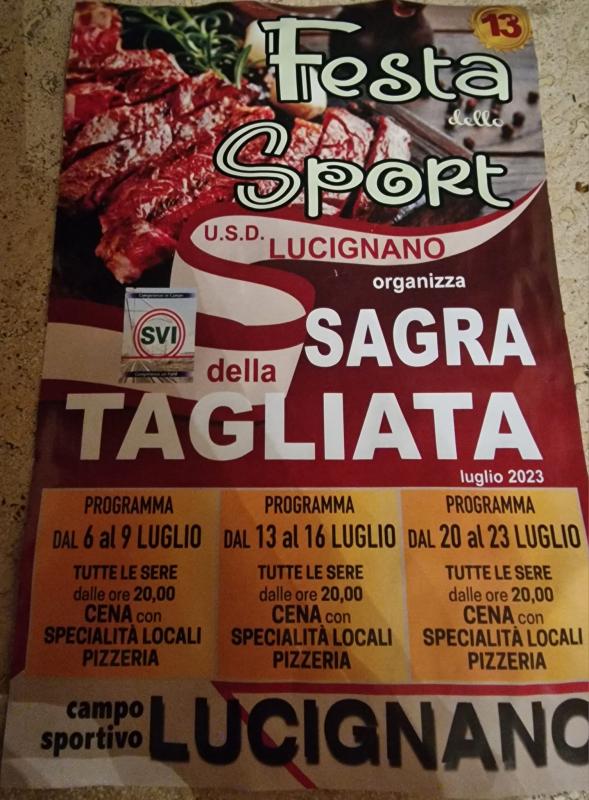 13
Festa
dello
Sport
U.S.D. LUCIGNANO
organizza
SVI
SAGRA
della
TAGLIATA
luglio 2023
PROGRAMMA
DAL 6 al 9 LUGLIO
TUTTE LE SERE
dalle ore 20,00
CENA con
SPECIALITÀ LOCALI
PIZZERIA
PROGRAMMA
DAL 13 al 16 LUGLIO
TUTTE LE SERE
dalle ore 20,00
CENA con
SPECIALITÀ LOCALI
PIZZERIA
PROGRAMMA
DAL 20 al 23 LUGLIO
TUTTE LE SERE
dalle ore 20,00
CENA con
SPECIALITÀ LOCALI
PIZZERIA
campo
sportivo
LUCIGNANO